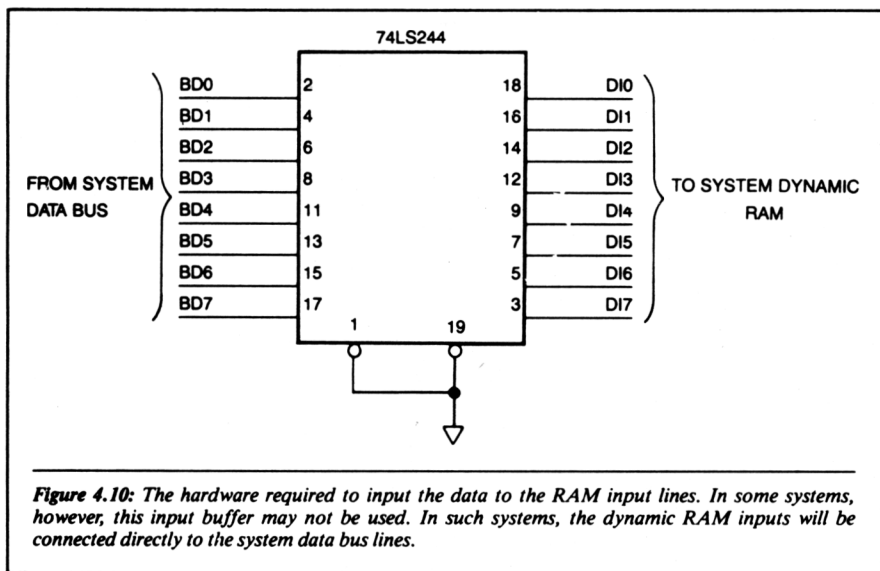 74LS244
BD0 2 18 DI0
BD1 4 16 DI1
BD2 6 14 DI2
BD3 8 12 DI3
BD4 11 9 DI4
BD5 13 7 DI5
BD6 15 5 DI6
BD7 17 3 DI7
FROM SYSTEM
DATA BUS
TO SYSTEM DYNAMIC
RAM
1 19
Figure 4.10: The hardware required to input the data to the RAM input lines. In some systems,
however, this input buffer may not be used. In such systems, the dynamic RAM inputs will be
connected directly to the system data bus lines.